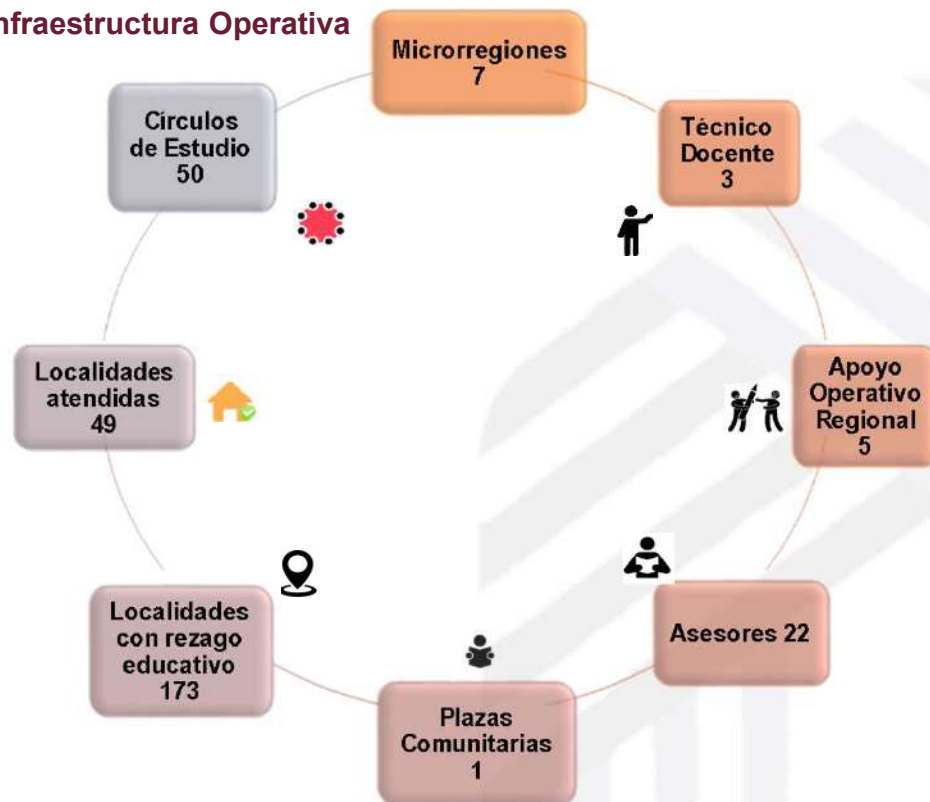 nfraestructura Operativa
Microrregiones
7
Técnico
Docente
3
Apoyo
Operativo
Regional
5
Asesores 22
Plazas
Comunitarias
1
Localidades
con rezago
educativo
173
Localidades
atendidas
49
Círculos
de Estudio
50